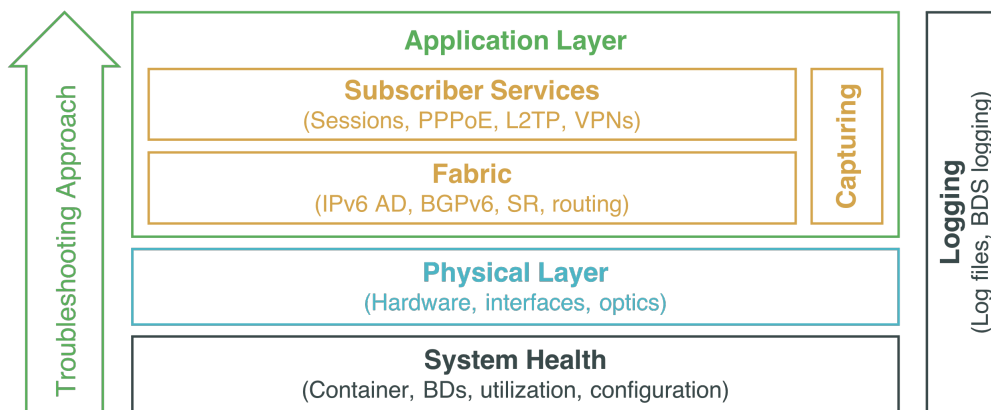 Troubleshooting Approach
Application Layer
Subscriber Services
(Sessions, PPPoE, L2TP, VPNs)
Fabric
(IPv6 AD, BGPv6, SR, routing)
Capturing
Physical Layer
(Hardware, interfaces, optics)
System Health
(Container, BDs, utilization, configuration)
Logging
(Log files, BDS logging)